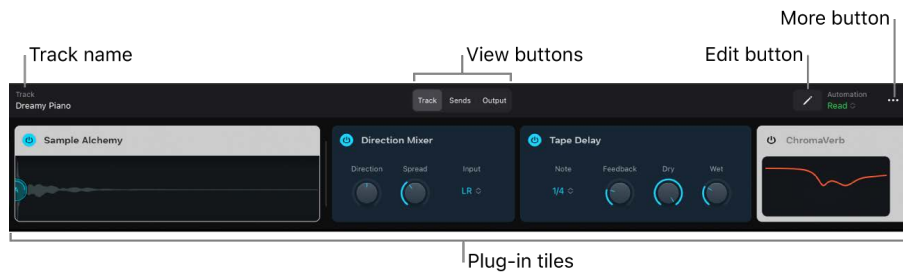 More button
Track name
View buttons
Edit button
Track
Dreamy Piano
Track Sends Output
Automation
Read
Sample Alchemy
Direction Mixer
Tape Delay
ChromaVerb
Direction Spread Input
Note Feedback Dry Wet
LR
1/4
Plug-in tiles